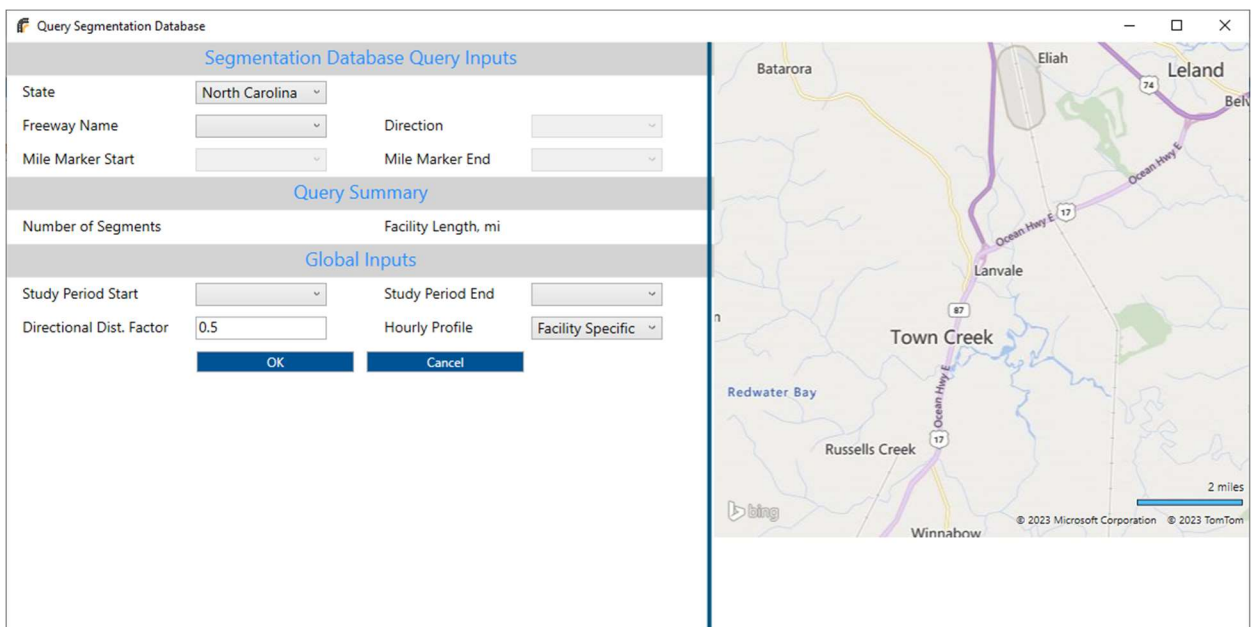 Query Segmentation Database
Segmentation Database Query Inputs
State North Carolina
Freeway Name Direction
Mile Marker Start Mile Marker End
Query Summary
Number of Segments Facility Length, mi
Global Inputs
Study Period Start Study Period End
Directional Dist. Factor 0.5 Hourly Profile Facility Specific
OK Cancel
Eliah
Batarora
Leland
74
Belv
Ocean Hwy E
17
Ocean Hwy E
Lanvale
87
n
Town Creek
Redwater Bay
Ocean Hwy E
17
Russells Creek
2 miles
bing
© 2023 Microsoft Corporation © 2023 TomTom
Winnabow